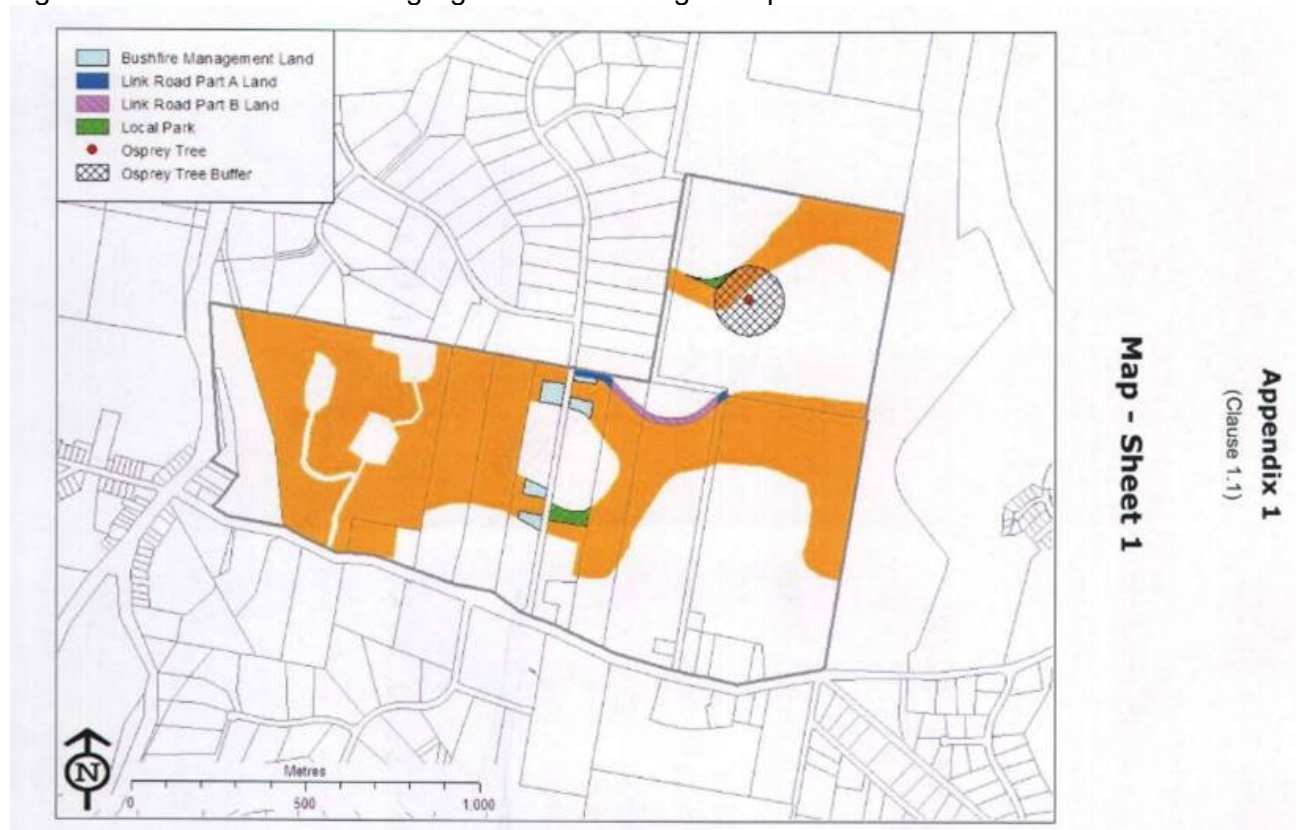 Bushfire Management Land
Link Road Part A Land
Link Road Part B Land
Local Park
Osprey Tree
Osprey Tree Buffer
N
Metres
0 500 1.000
Appendix 1
(Clause 1.1)
Map - Sheet 1